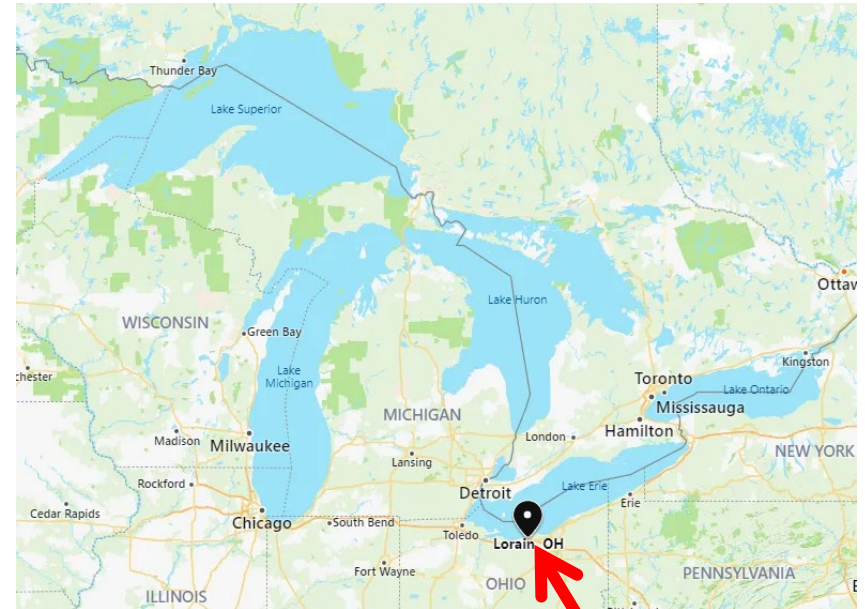 Thunder Bay
Lake Superior
Ottaw
Lake Huron
WISCONSIN
Green Bay
Kingston
chester
Lake
Michigan
Toronto
Lake Ontario
Mississauga
MICHIGAN
Hamilton
London
Madison
Milwaukee
NEW YORK
Lansing
Rockford
Detroit
Lake Erie
Erie
Cedar Rapids
Chicago
South Bend
Toledo
Lorain, OH
Fort Wayne
PENNSYLVANIA
OHIO
ILLINOIS